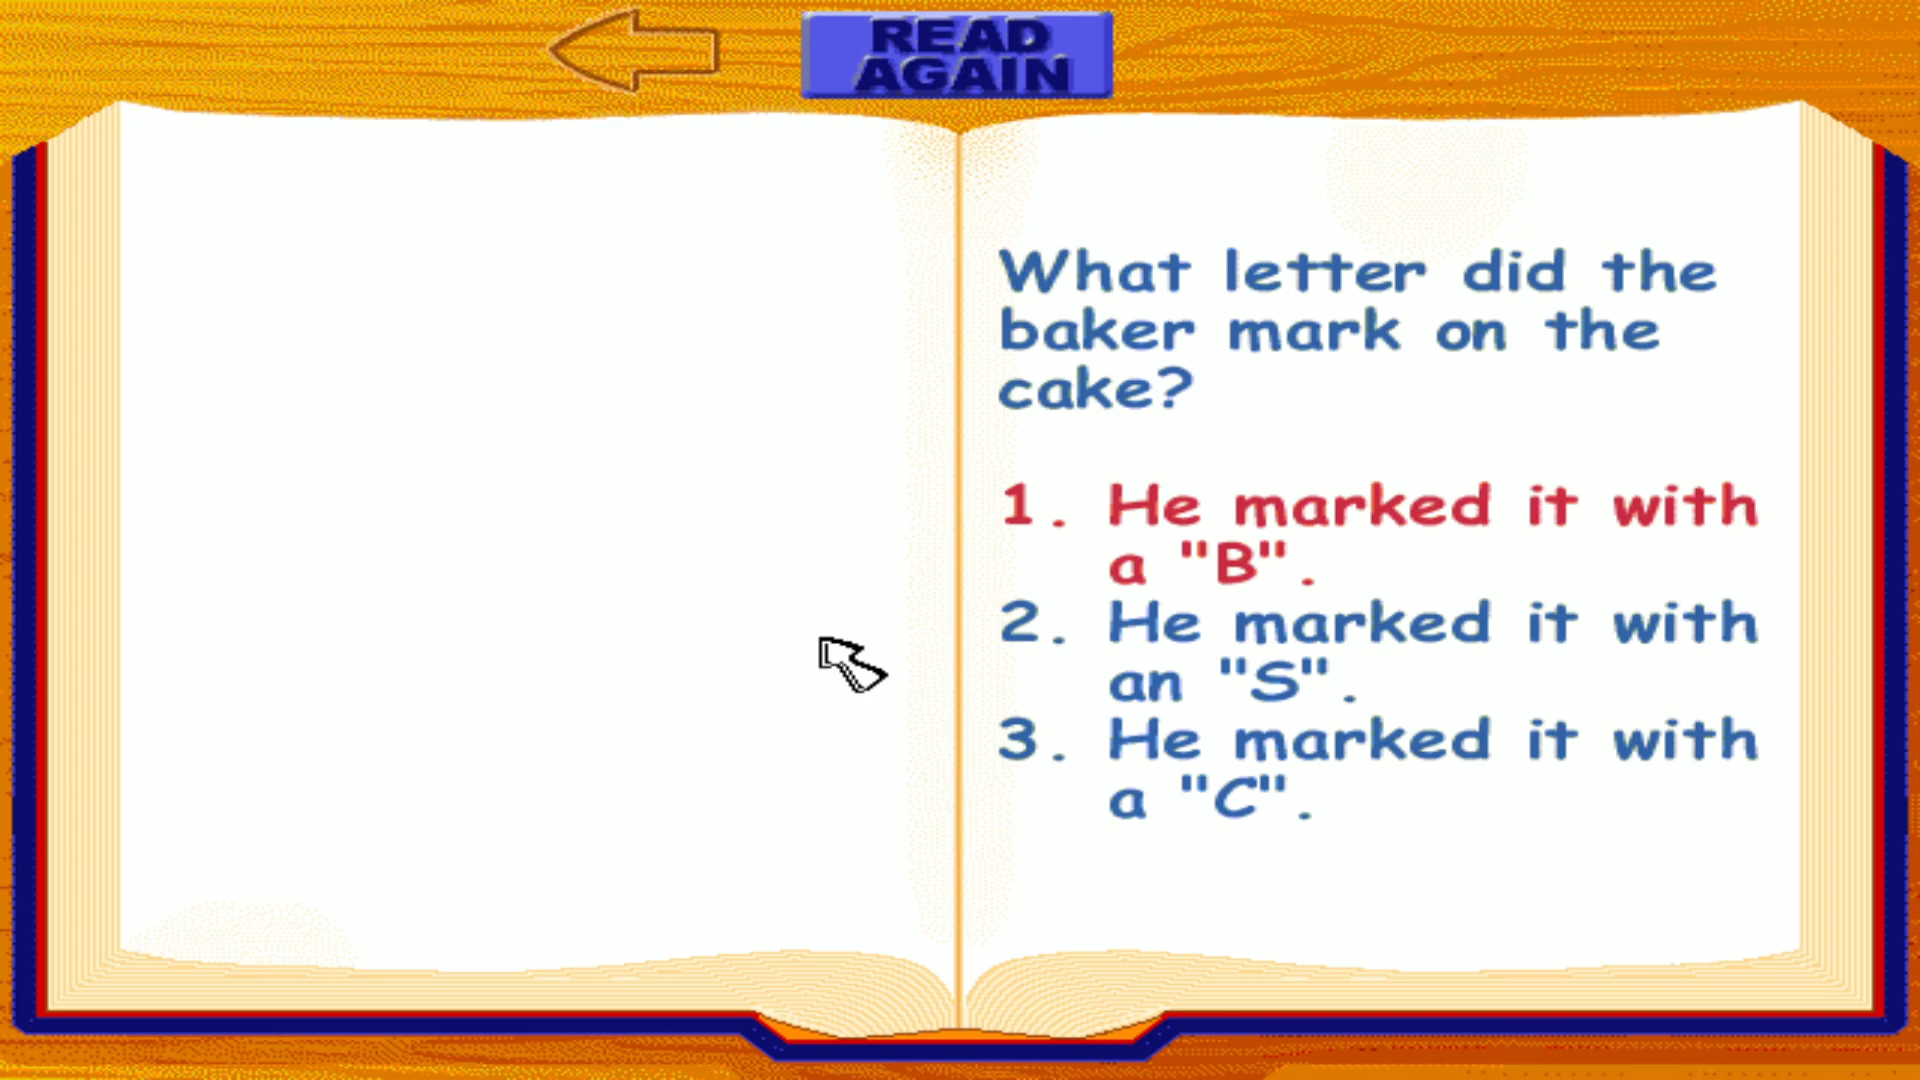 READ
AGAIN
What letter did the
baker mark on the
cake?
1. He marked it with
a "B".
2. He marked it with
an "S".
3. He marked it with
a "C".